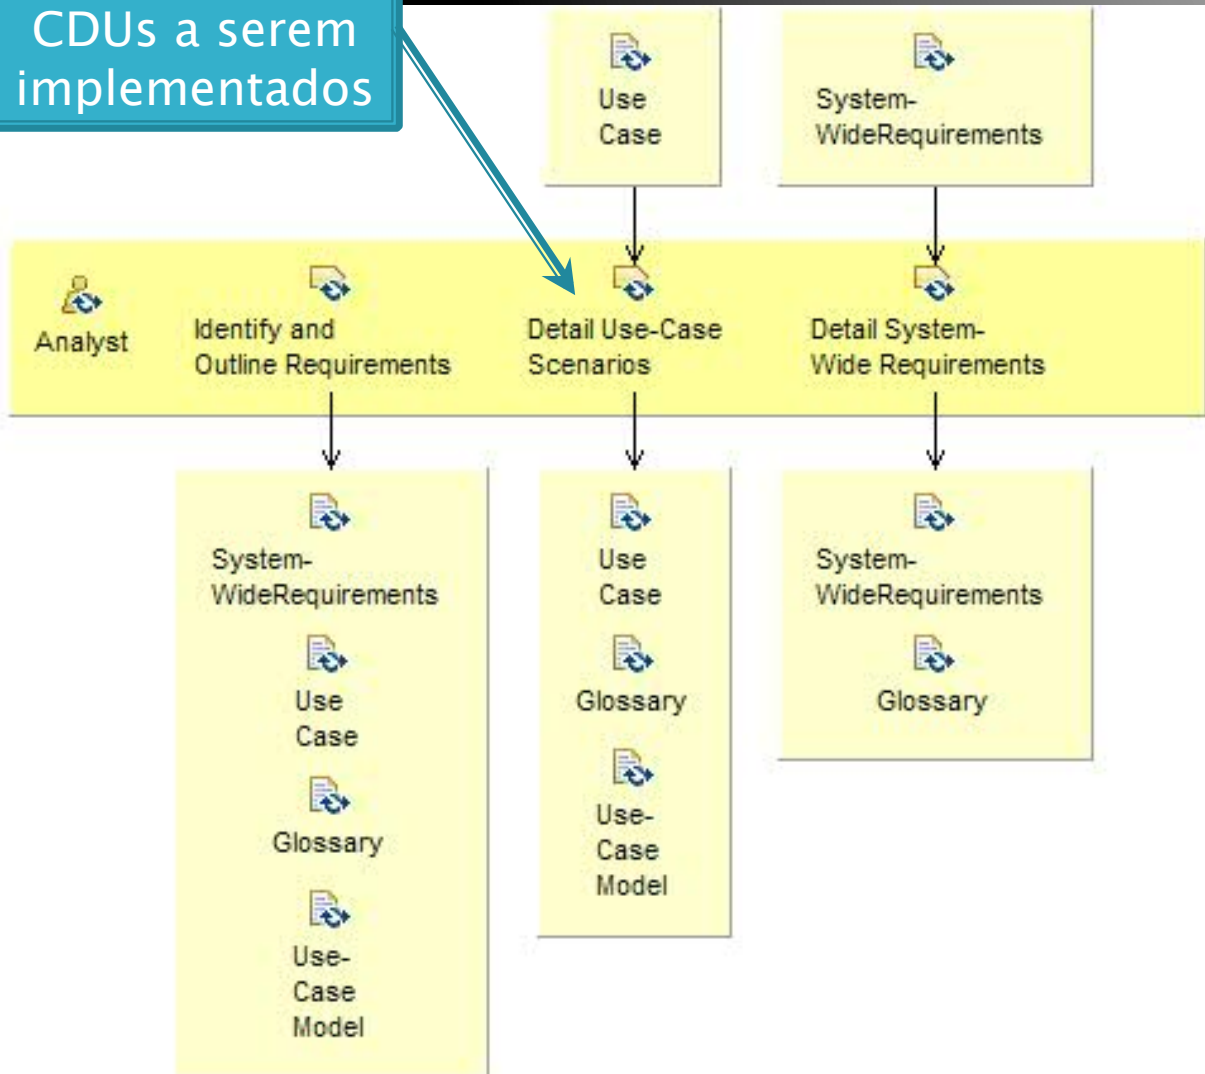 CDUs a serem
implementados
Use
Case
System-
WideRequirements
Analyst
Identify and
Outline Requirements
Detail Use-Case
Scenarios
Detail System-
Wide Requirements
System-
WideRequirements
Use
Case
Glossary
Use-
Case
Model
Use
Case
Glossary
Use-
Case
Model
System-
WideRequirements
Glossary